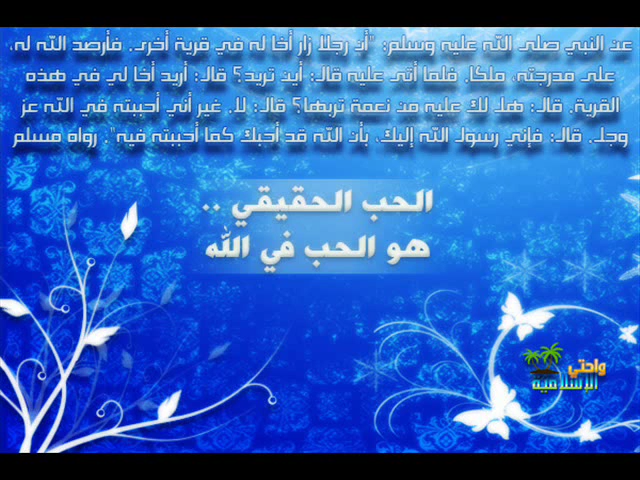 عن النبي صلى الله عليه وسلم: "أن رجلا زار أخا له في قرية أخرى. فأرصد الله له،
على مدرجته، ملكا. فلما أتى عليه قال: أين تريد؟ قال: أريد أخا لي في هذه
القرية. قال: هل لك عليه من نعمة تربها؟ قال: لا. غير أني أحببته في الله عز
وجل. قال: فإني رسول الله إليك، بأن الله قد أحبك كما أحببته فيه". رواه مسلم
الحب الحقيقي ..
هو الحب في الله
واحتي
الإسلامية